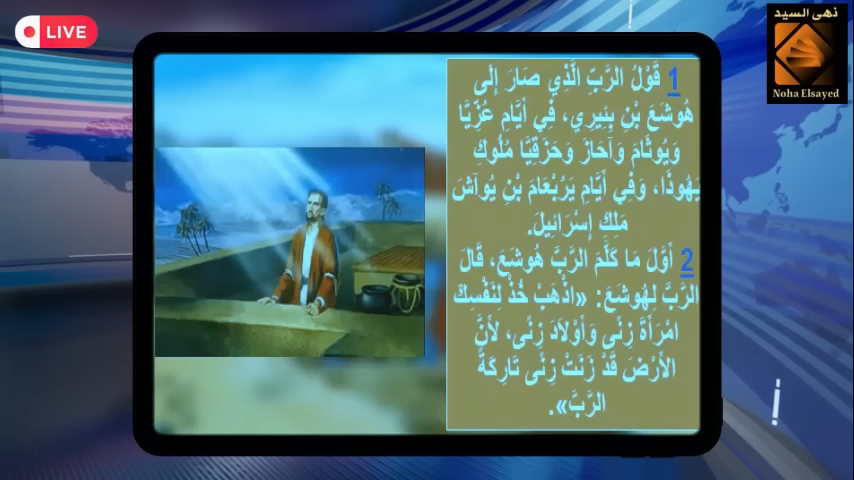 LIVE
نهى السيد
Noha Elsayed
1 قَوْلُ الرَّبِّ الَّذِي صَارَ إِلَى
هُوشَعَ بْنِ بِئِيرِي، فِي أَيَّامِ عُزِّيَّا
وَيُوثَامَ وَآحَازَ وَحَزَقِيَّا مُلُوكِ
يَهُوذَا، وَفِي أَيَّامِ يَرُبْعَامَ بْنِ يُوآشَ
مَلِكِ إِسْرَائِيلَ.
2 أَوَّلَ مَا كَلَّمَ الرَّبُّ هُوشَعَ، قَالَ
الرَّبُّ لِهُوشَعَ: «اذْهَبْ خُذْ لِنَفْسِكَ
امْرَأَةَ زِنًى وَأَوْلاَدَ زِنًى، لأَنَّ
الأَرْضَ قَدْ زَنَتْ زِنًى تَارِكَةً
الرَّبَّ».